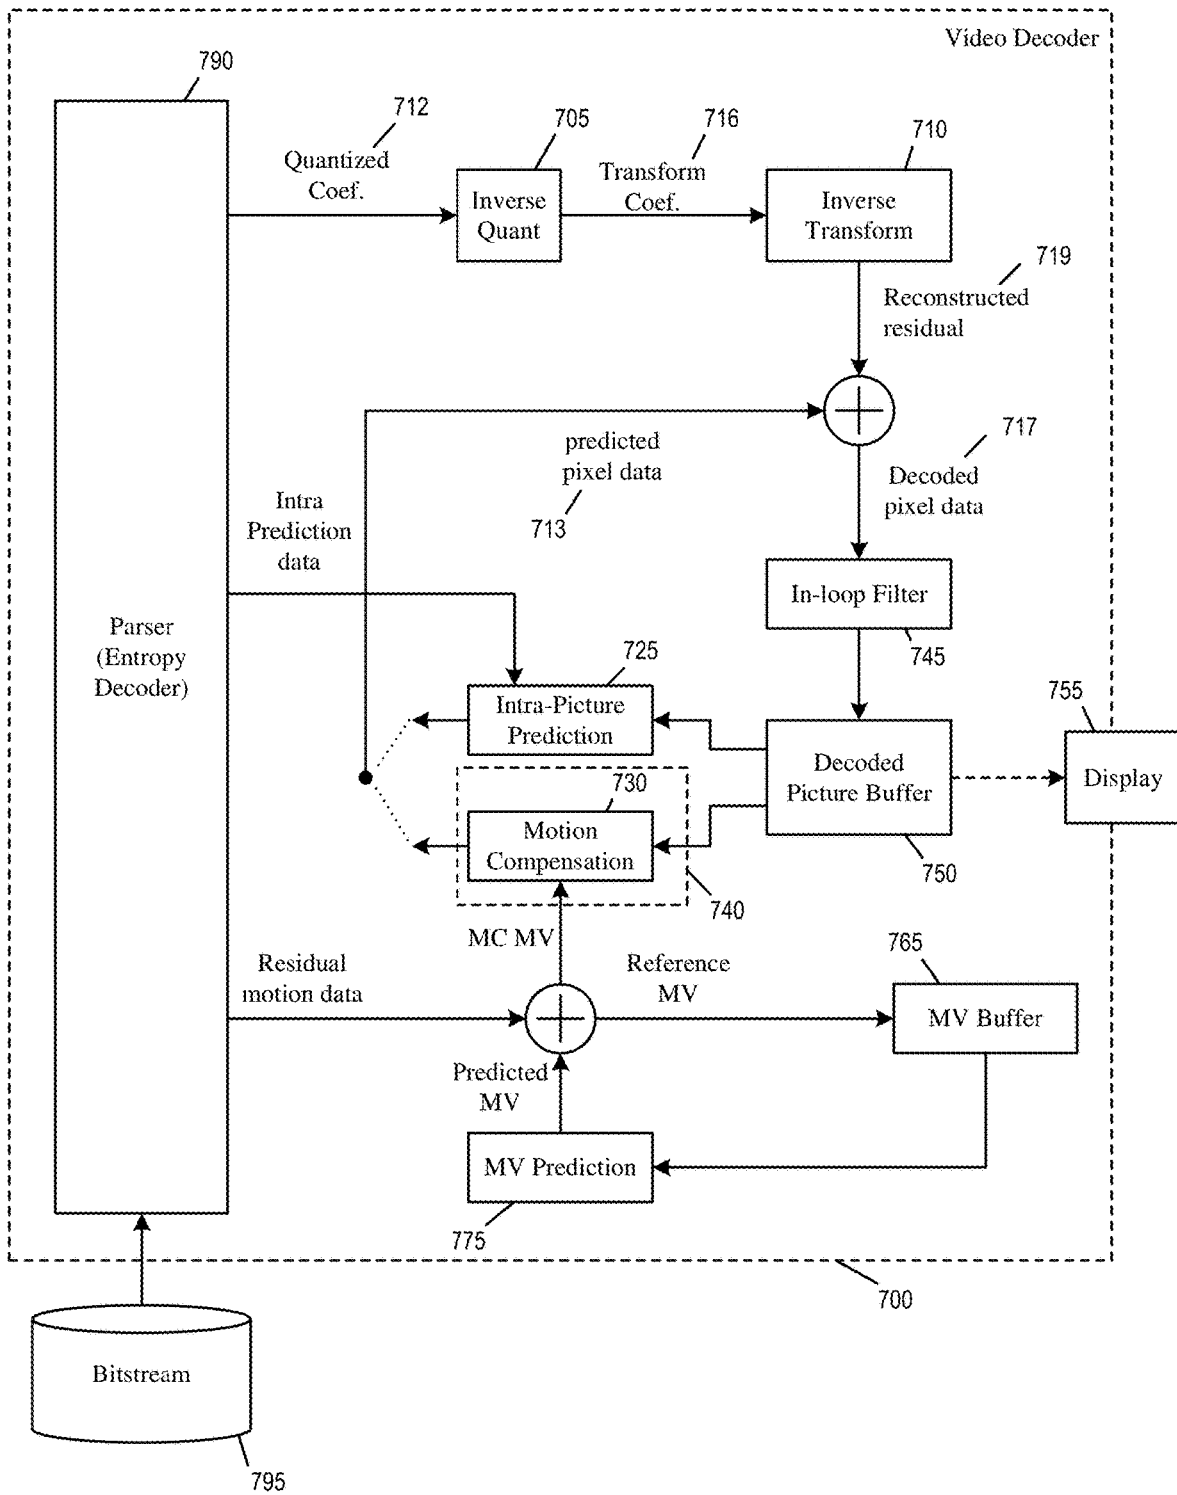 Video Decoder
790
712
705
716
710
Quantized
Coef.
Inverse
Quant
Transform
Coef.
Inverse
Transform
719
Reconstructed
residual
predicted
pixel data
713
717
Decoded
pixel data
Intra
Prediction
data
In-loop Filter
745
Parser
(Entropy
Decoder)
725
Intra-Picture
Prediction
755
Decoded
Picture Buffer
Display
730
Motion
Compensation
750
740
MC MV
765
Residual
motion data
Reference
MV
MV Buffer
Predicted
MV
MV Prediction
775
700
Bitstream
795